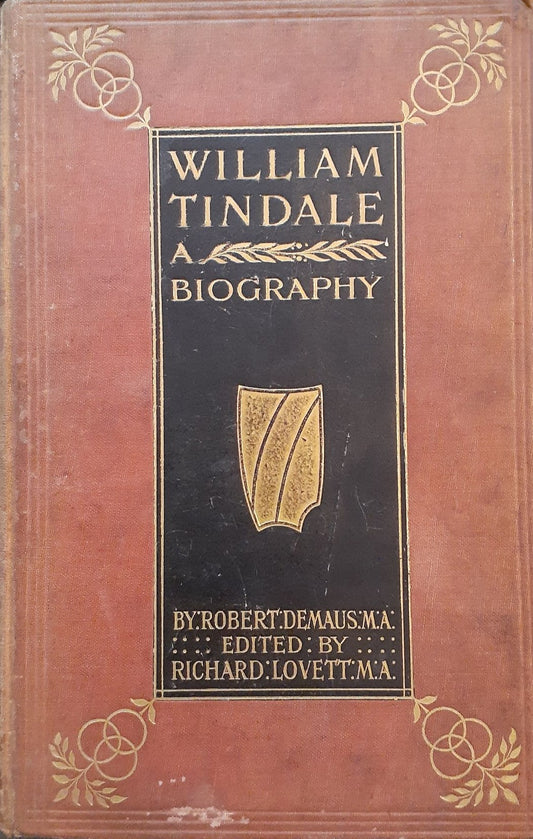 WILLIAM
TINDALE
A
BIOGRAPHY
BY:ROBERT:DEMAUS:M.A:
:::: EDITED:BY ::::
RICHARD:LOVETT:M.A: